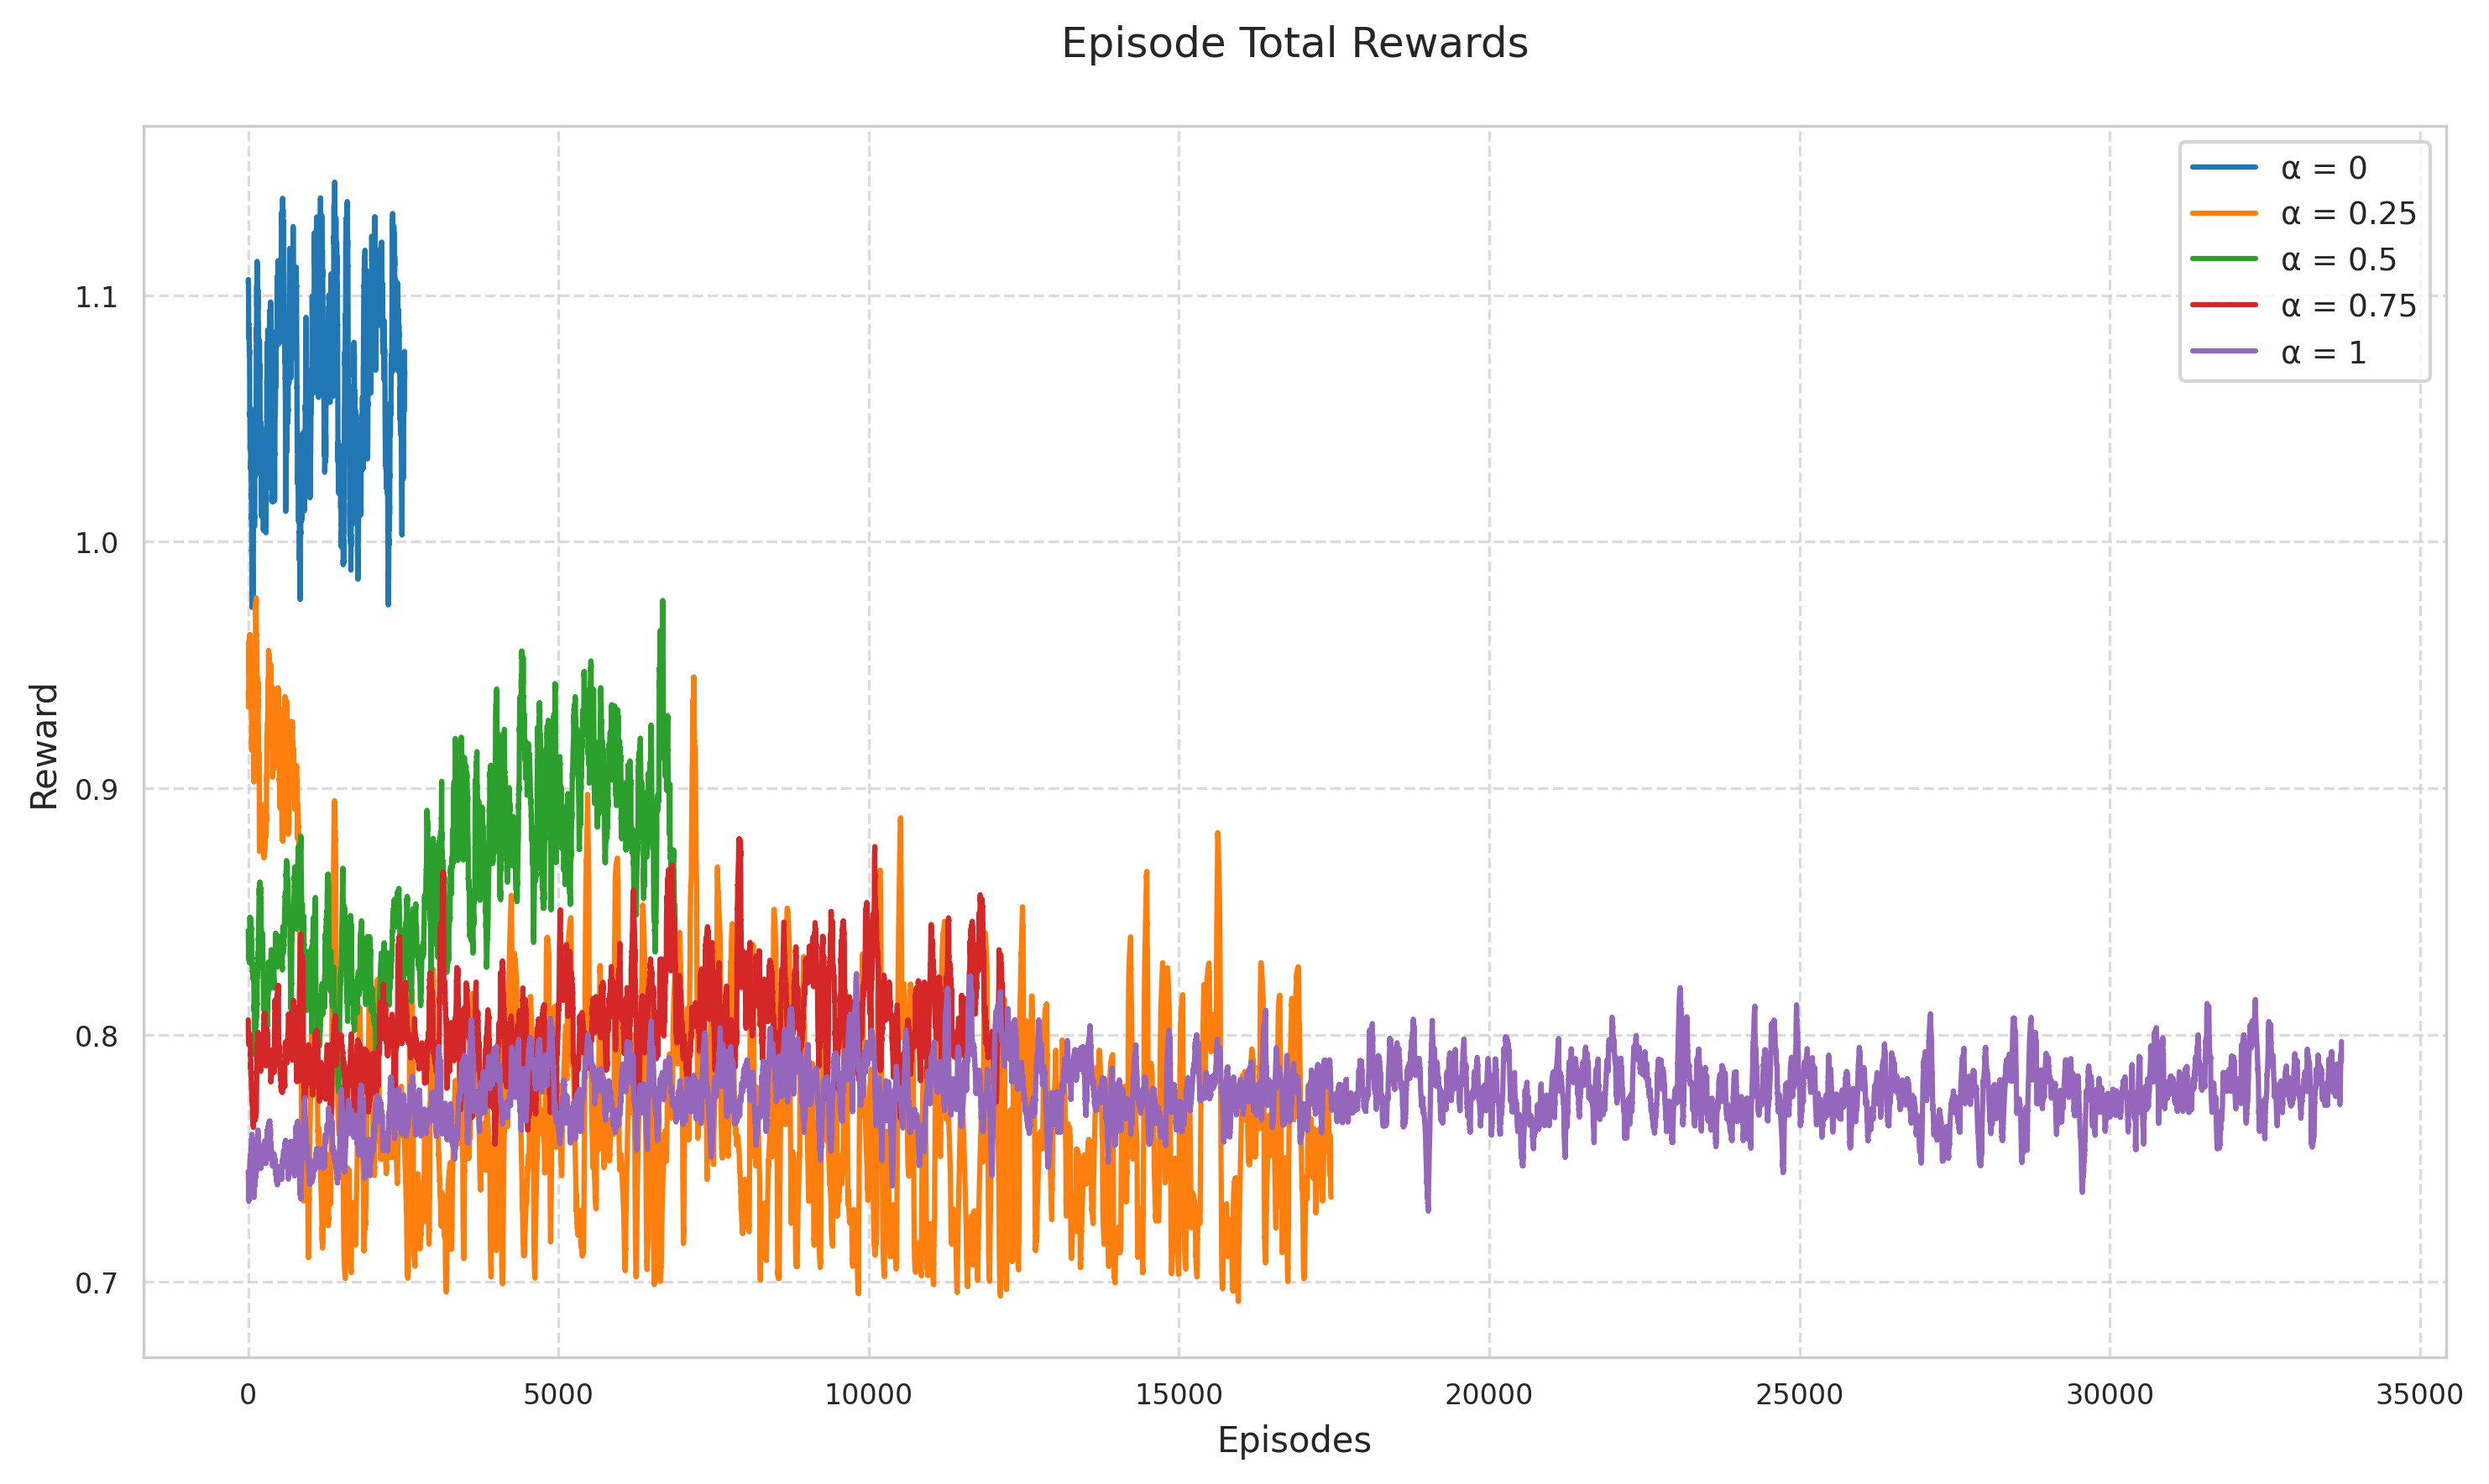 Episode Total Rewards
α = 0
α = 0.25
α = 0.5
α = 0.75
α = 1
1.1
1.0
0.9
0.8
0.7
Reward
0 5000 10000 15000 20000 25000 30000 35000
Episodes